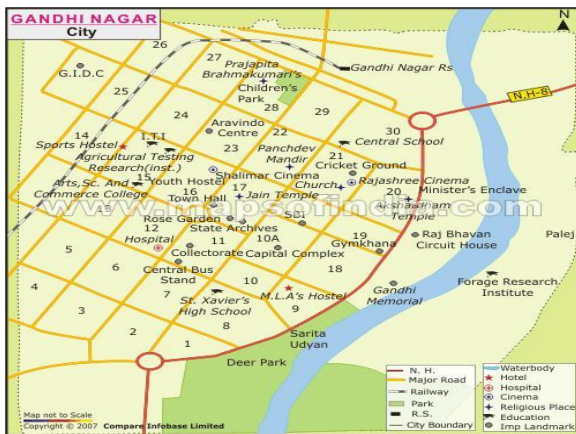 GANDHI NAGAR
City
N
26
27
Prajapita
Brahmakumari's
Gandhi Nagar Rs
G.I.D.C
Children's
Park
N.H-8
25
28
29
24
Aravindo
Centre
22
30
14
I.T.I
23
Central School
Sports Hostel
Agricultural Testing
Research(inst.)
Panchdev
Mandir
21
Cricket Ground
15
Shalimar Cinema
Rajashree Cinema
Arts,Sc. And
Commerce College
Youth Hostel
16
17
Church
20
Minister's Enclave
Town Hall
Jain Temple
Akshardham
Temple
www.mapsofindia.com
13
Rose Garden
State Archives
SBI
12
Hospital
11
10A
19
Raj Bhavan
Circuit House
Palej
5
Collectorate
Capital Complex
Gymkhana
6
Central Bus
Stand
18
4
7
10
M.L.A's Hostel
Gandhi
Memorial
Forage Research
Institute
3
St. Xavier's
High School
9
2
8
Sarita
Udyan
1
Deer Park
N. H.
Major Road
Railway
Park
R.S.
City Boundary
Waterbody
Hotel
Hospital
Cinema
Religious Place
Education
Imp Landmark
Map not to Scale
Copyright © 2007 Compare Infobase Limited